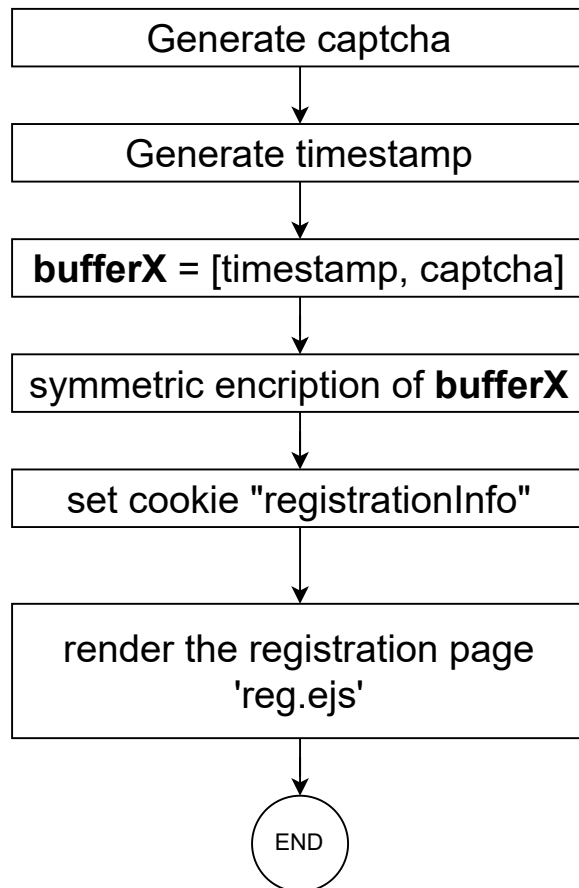 Generate captcha
Generate timestamp
bufferX = [timestamp, captcha]
symmetric encription of bufferX
set cookie "registrationInfo"
render the registration page
'reg.ejs'
END